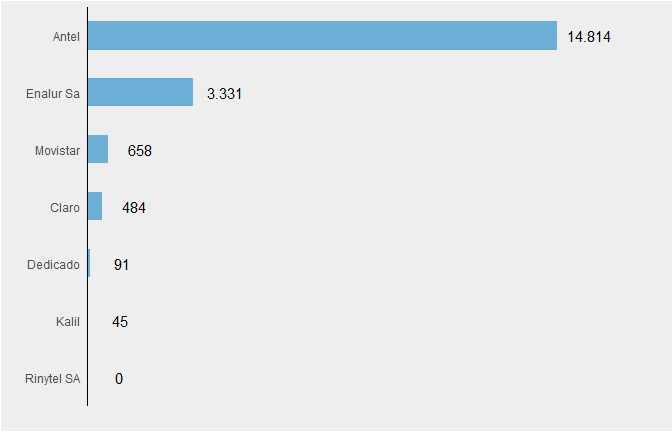 Antel 14.814
Enalur Sa 3.331
Movistar 658
Claro 484
Dedicado 91
Kalil 45
Rinytel SA 0